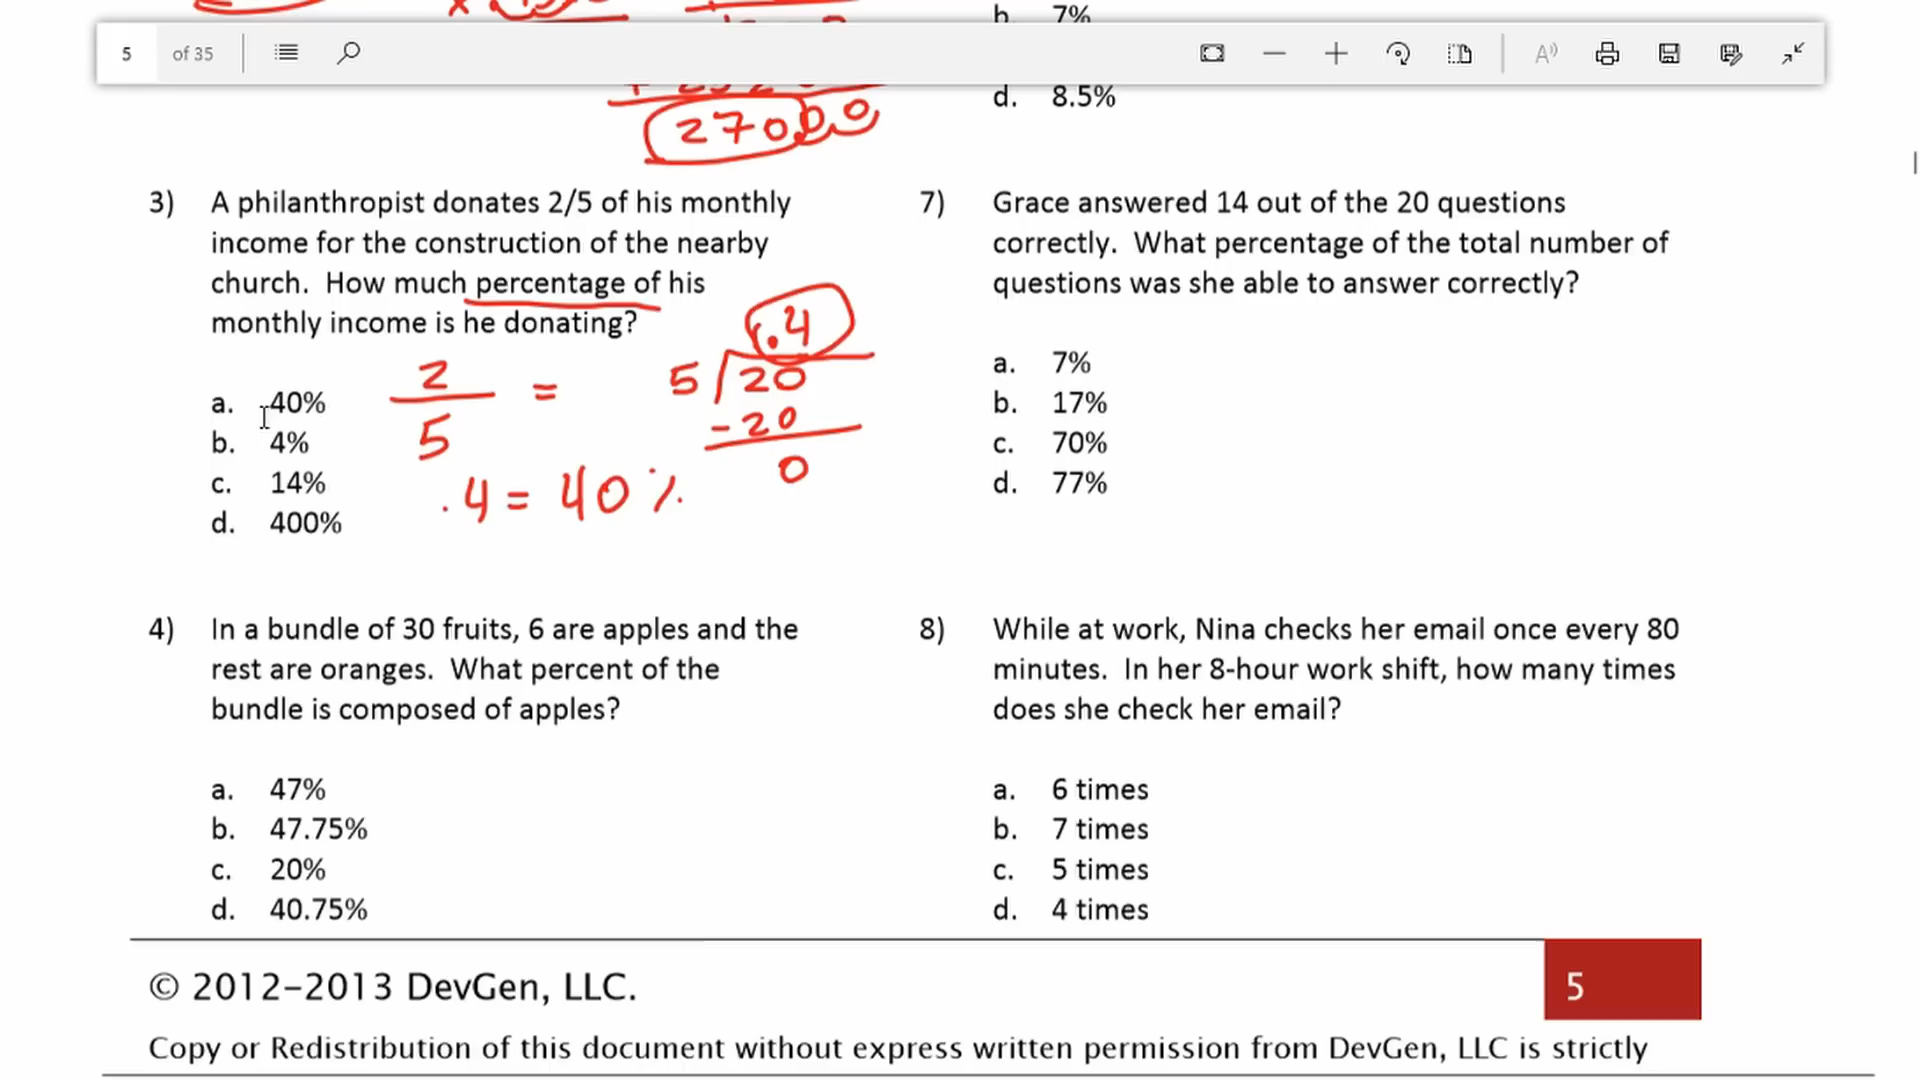 b. 7%
5 of 35
d. 8.5%
27000
3) A philanthropist donates 2/5 of his monthly
income for the construction of the nearby
church. How much percentage of his
monthly income is he donating?
a. 40%
b. 4%
c. 14%
d. 400%
2
5
=
.4
5 20
-20
0
.4 = 40%
4) In a bundle of 30 fruits, 6 are apples and the
rest are oranges. What percent of the
bundle is composed of apples?
a. 47%
b. 47.75%
c. 20%
d. 40.75%
7) Grace answered 14 out of the 20 questions
correctly. What percentage of the total number of
questions was she able to answer correctly?
a. 7%
b. 17%
c. 70%
d. 77%
8) While at work, Nina checks her email once every 80
minutes. In her 8-hour work shift, how many times
does she check her email?
a. 6 times
b. 7 times
c. 5 times
d. 4 times
© 2012-2013 DevGen, LLC.
5
Copy or Redistribution of this document without express written permission from DevGen, LLC is strictly